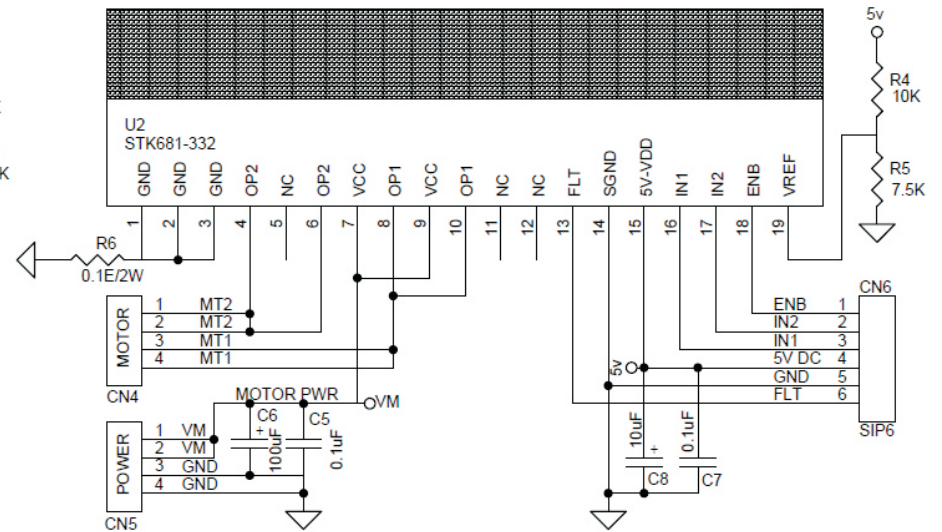 5v
R4
10K
K
U2
STK681-332
GND
GND
GND
OP2
NC
OP2
VCC
OP1
VCC
OP1
NC
NC
FLT
SGND
5V-VDD
IN1
IN2
ENB
VREF
R5
7.5K
1
2
3
4
5
6
7
8
9
10
11
12
13
14
15
16
17
18
19
R6
0.1E/2W
MOTOR
1 MT2
2 MT2
3 MT1
4 MT1
CN4
CN6
ENB 1
IN2 2
IN1 3
5V DC 4
GND 5
FLT 6
SIP6
5v
MOTOR PWR
VM
C6
+
100uF
C5
0.1uF
POWER
1 VM
2 VM
3 GND
4 GND
CN5
10uF
+
C8
0.1uF
C7